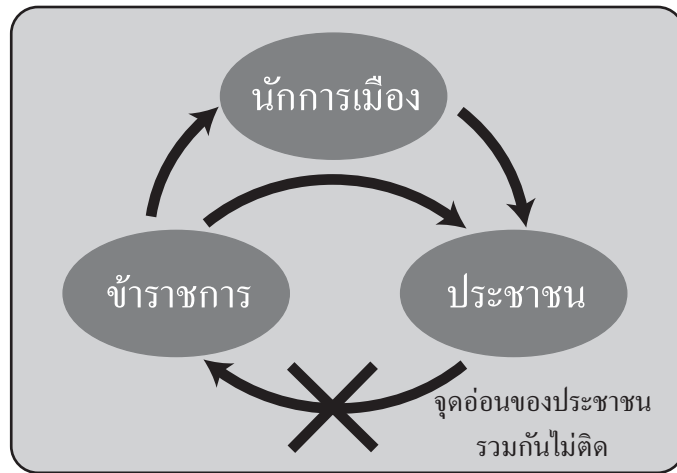 นักการเมือง
ข้าราชการ
ประชาชน
จุดอ่อนของประชาชน
รวมกันไม่ติด